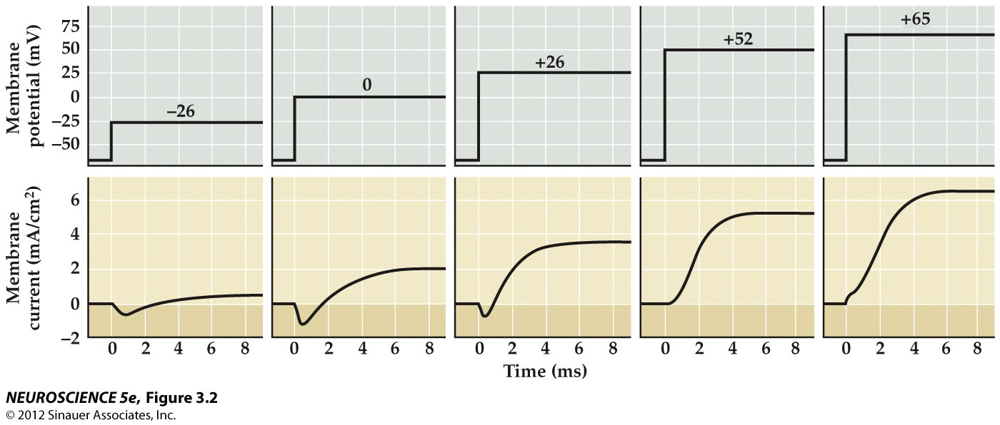 Membrane
potential (mV)
75
50
25
0
–25
–50
–26
0
+26
+52
+65
Membrane
current (mA/cm²)
6
4
2
0
–2
0 2 4 6 8
0 2 4 6 8
0 2 4 6 8
0 2 4 6 8
0 2 4 6 8
Time (ms)
NEUROSCIENCE 5e, Figure 3.2
© 2012 Sinauer Associates, Inc.